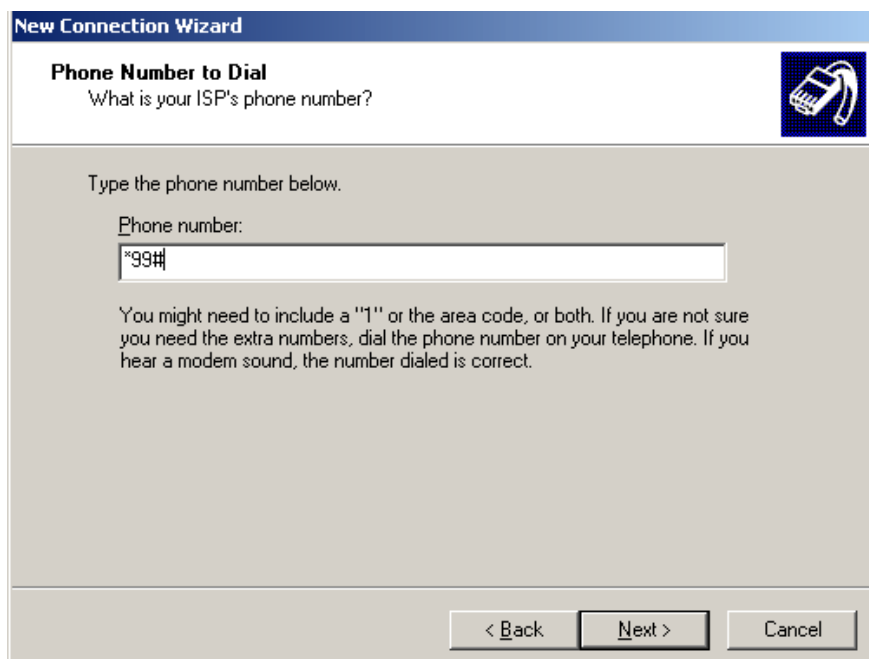 New Connection Wizard
Phone Number to Dial
What is your ISP's phone number?
Type the phone number below.
Phone number:
*99#
You might need to include a "1" or the area code, or both. If you are not sure
you need the extra numbers, dial the phone number on your telephone. If you
hear a modem sound, the number dialed is correct.
< Back
Next >
Cancel